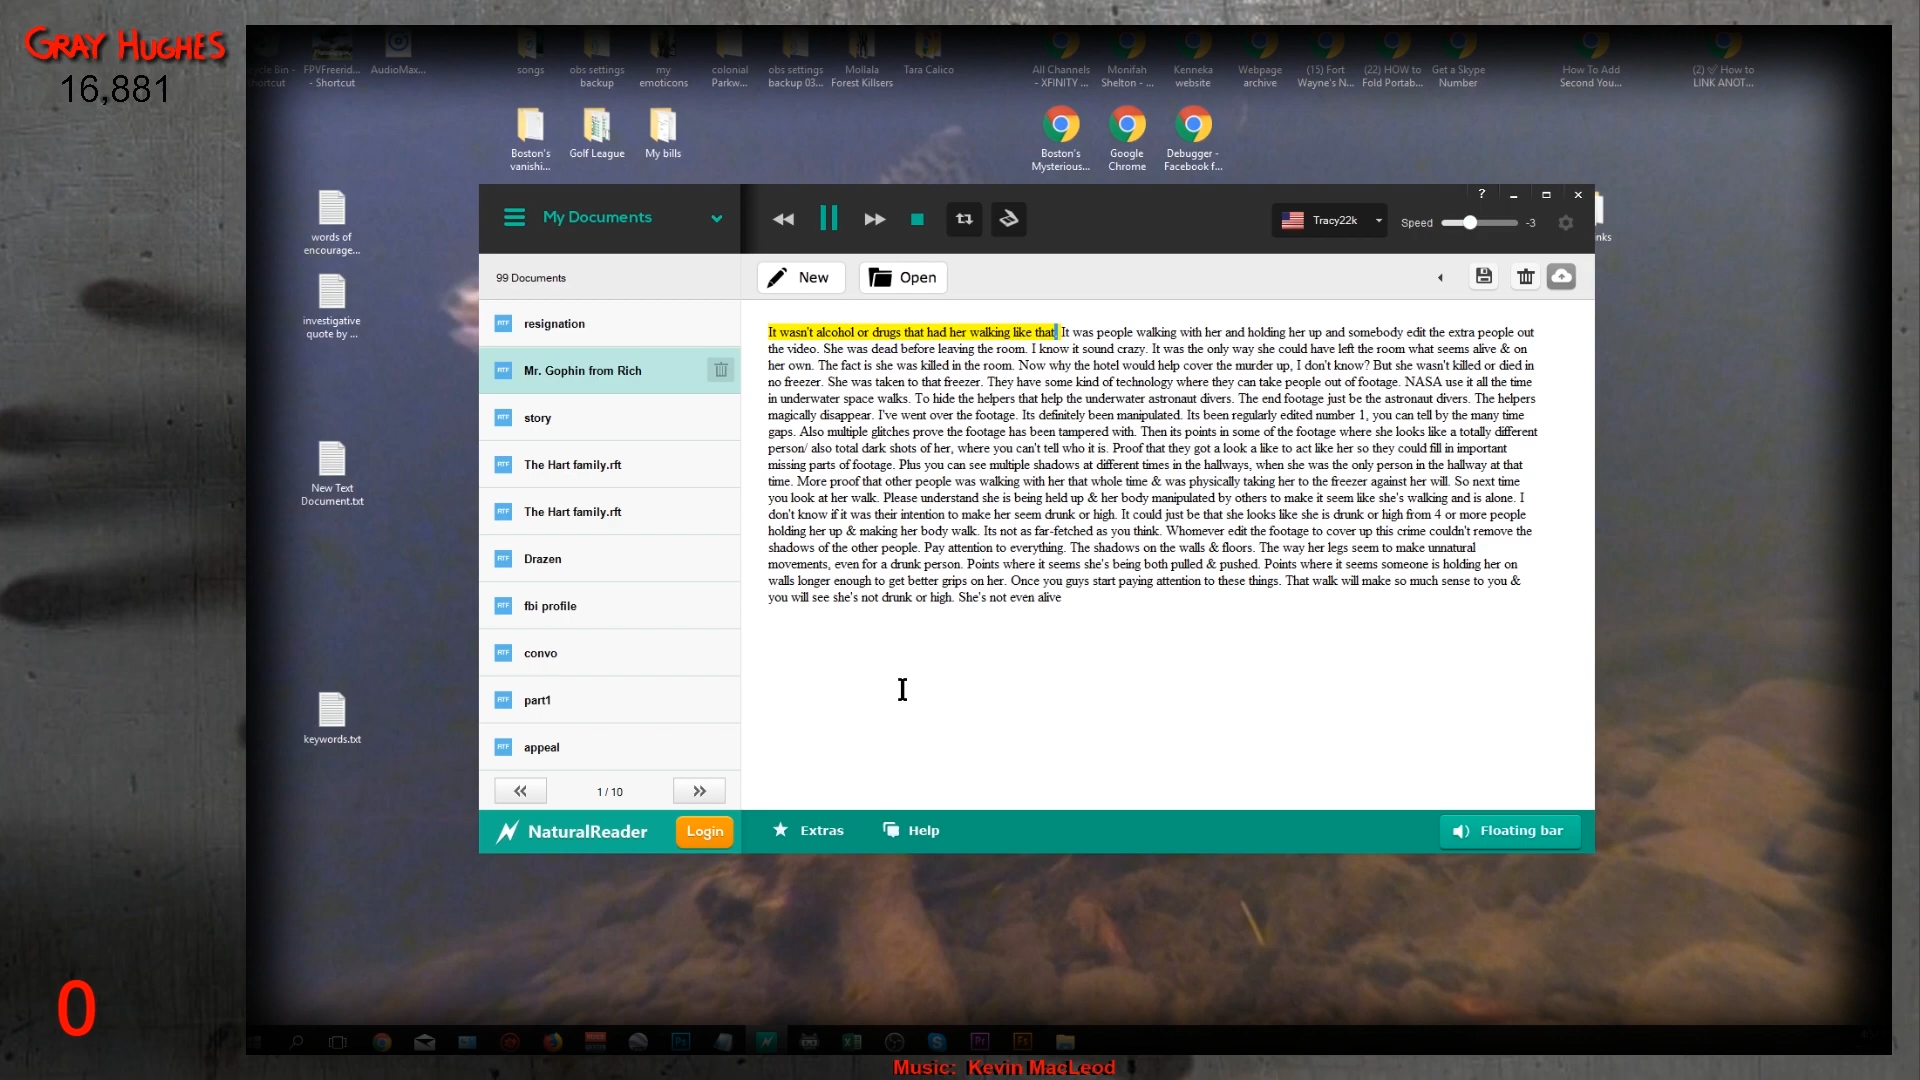 GRAY HUGHES
16,881
FPVFreerid...
- Shortcut
AudioMax...
songs
obs settings
backup
my
emoticons
colonial
Parkw...
obs settings
backup 03...
Mollala
Forest Killsers
Tara Calico
All Channels
- XFINITY ...
Monifah
Shelton - ...
Kenneka
website
Webpage
archive
(15) Fort
Wayne's N...
(22) HOW to
Fold Portab...
Get a Skype
Number
How To Add
Second You...
(2) ✓ How to
LINK ANOT...
Boston's
vanishi...
Golf League
My bills
Boston's
Mysterious...
Google
Chrome
Debugger -
Facebook f...
words of
encourage...
investigative
quote by ...
New Text
Document.txt
keywords.txt
My Documents
?
Tracy22k
Speed
-3
99 Documents
New
Open
resignation
Mr. Gophin from Rich
story
The Hart family.rft
The Hart family.rft
Drazen
fbi profile
convo
part1
appeal
1 / 10
It wasn't alcohol or drugs that had her walking like that. It was people walking with her and holding her up and somebody edit the extra people out
the video. She was dead before leaving the room. I know it sound crazy. It was the only way she could have left the room what seems alive & on
her own. The fact is she was killed in the room. Now why the hotel would help cover the murder up, I don't know? But she wasn't killed or died in
no freezer. She was taken to that freezer. They have some kind of technology where they can take people out of footage. NASA use it all the time
in underwater space walks. To hide the helpers that help the underwater astronaut divers. The end footage just be the astronaut divers. The helpers
magically disappear. I've went over the footage. Its definitely been manipulated. Its been regularly edited number 1, you can tell by the many time
gaps. Also multiple glitches prove the footage has been tampered with. Then its points in some of the footage where she looks like a totally different
person/ also total dark shots of her, where you can't tell who it is. Proof that they got a look a like to act like her so they could fill in important
missing parts of footage. Plus you can see multiple shadows at different times in the hallways, when she was the only person in the hallway at that
time. More proof that other people was walking with her that whole time & was physically taking her to the freezer against her will. So next time
you look at her walk. Please understand she is being held up & her body manipulated by others to make it seem like she's walking and is alone. I
don't know if it was their intention to make her seem drunk or high. It could just be that she looks like she is drunk or high from 4 or more people
holding her up & making her body walk. Its not as far-fetched as you think. Whomever edit the footage to cover up this crime couldn't remove the
shadows of the other people. Pay attention to everything. The shadows on the walls & floors. The way her legs seem to make unnatural
movements, even for a drunk person. Points where it seems she's being both pulled & pushed. Points where it seems someone is holding her on
walls longer enough to get better grips on her. Once you guys start paying attention to these things. That walk will make so much sense to you &
you will see she's not drunk or high. She's not even alive
NaturalReader
Login
Extras
Help
Floating bar
0
Music: Kevin MacLeod